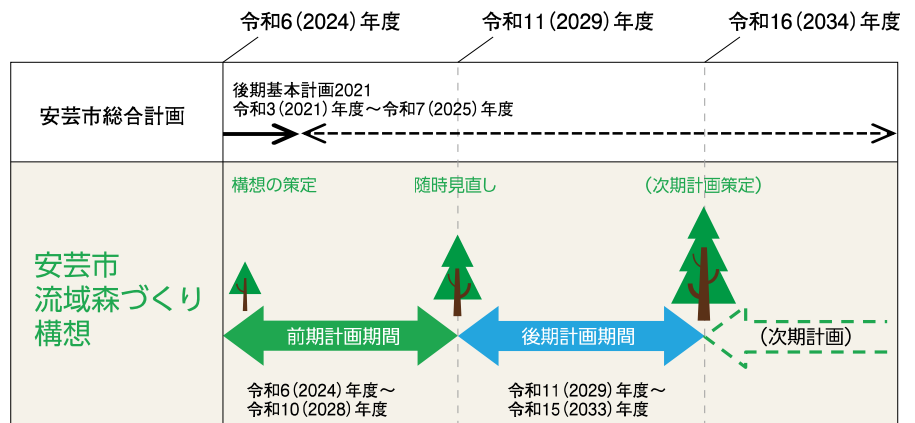 令和6(2024)年度
令和11(2029)年度
令和16(2034)年度
安芸市総合計画
後期基本計画2021
令和3(2021)年度~令和7(2025)年度
構想の策定
随時見直し
(次期計画策定)
安芸市
流域森づくり
構想
前期計画期間
後期計画期間
(次期計画)
令和6(2024)年度~
令和10(2028)年度
令和11(2029)年度~
令和15(2033)年度